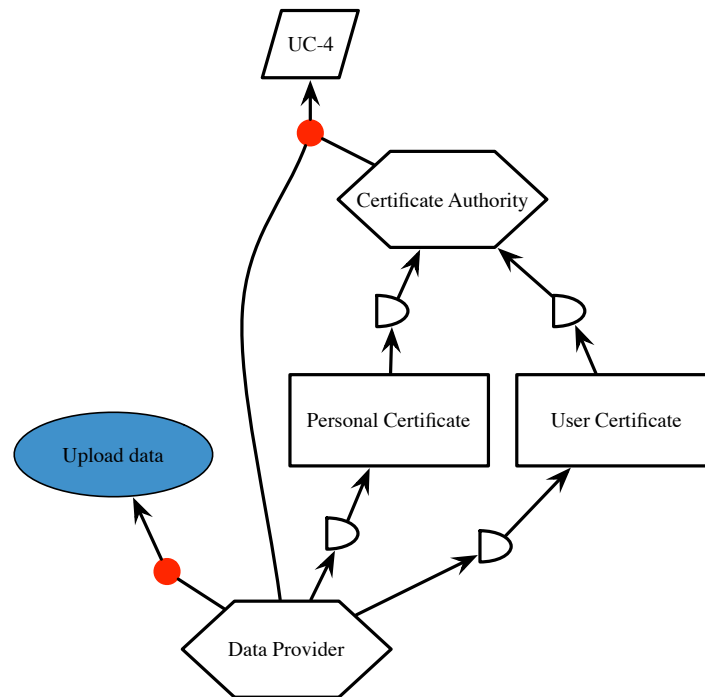 UC-4
Certificate Authority
Personal Certificate
User Certificate
Upload data
Data Provider